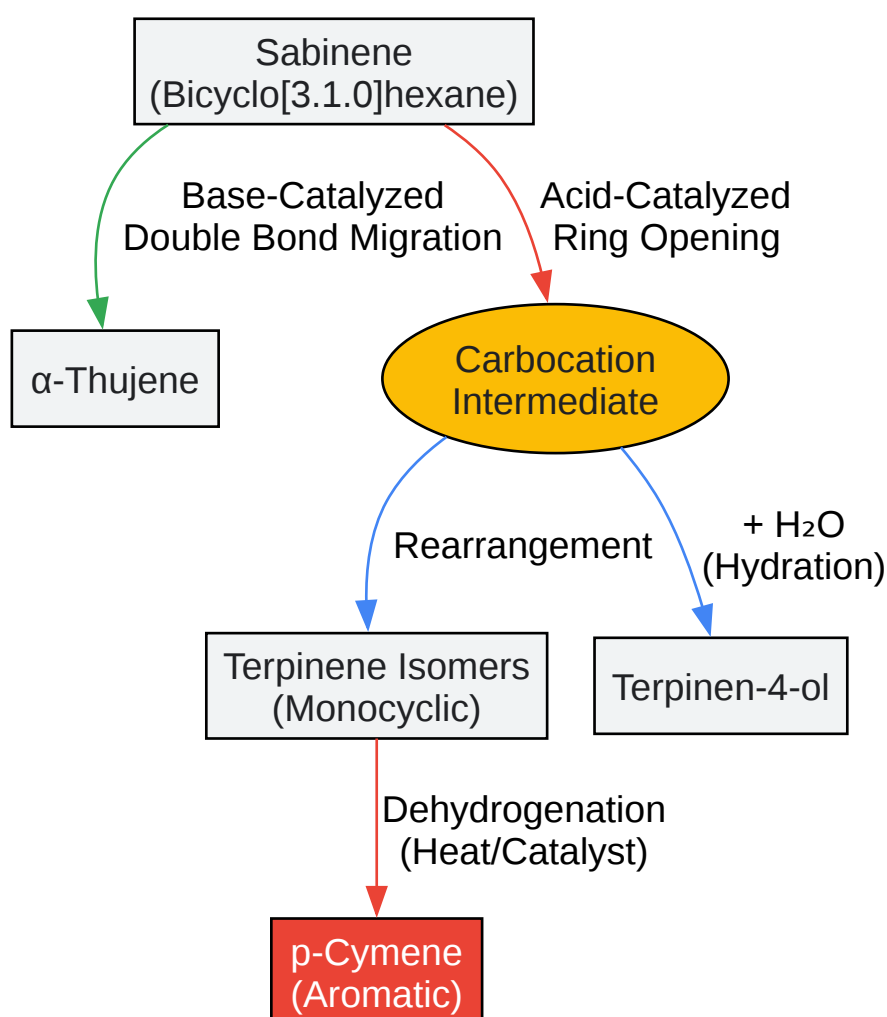 Sabinene
(Bicyclo[3.1.0]hexane)
Base-Catalyzed
Double Bond Migration
Acid-Catalyzed
Ring Opening
α-Thujene
Carbocation
Intermediate
Rearrangement
+ H₂O
(Hydration)
Terpinene Isomers
(Monocyclic)
Terpinen-4-ol
Dehydrogenation
(Heat/Catalyst)
p-Cymene
(Aromatic)